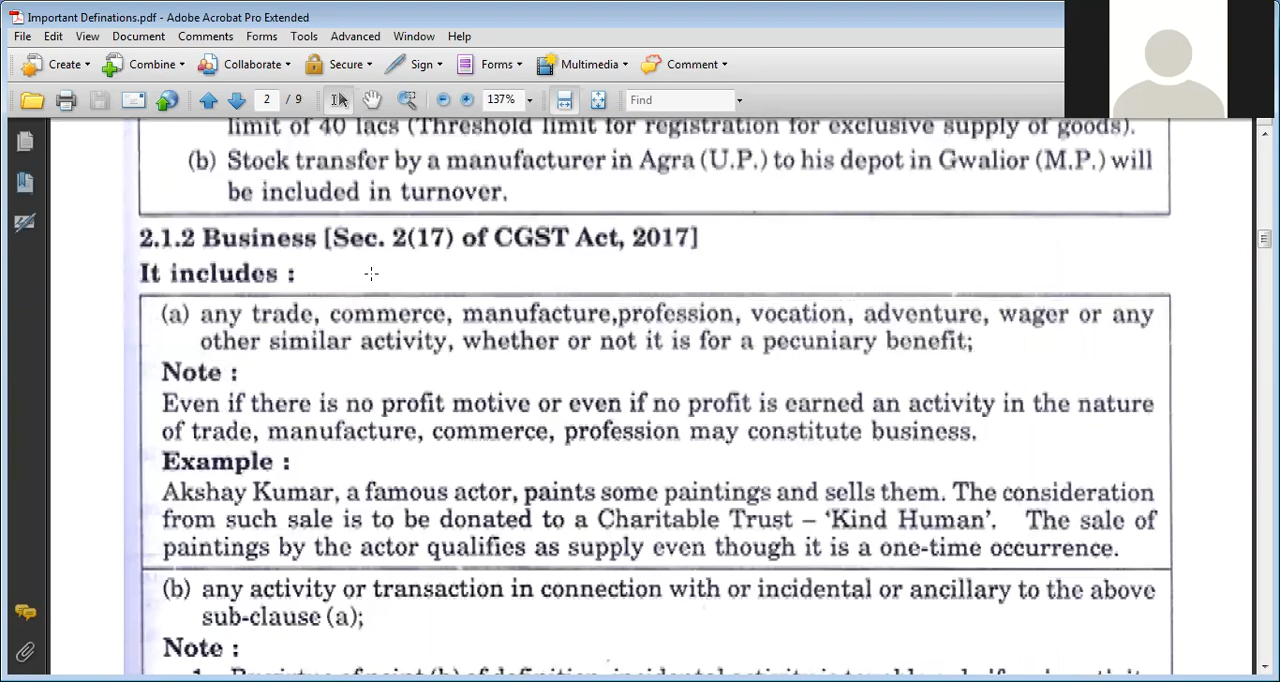 Important Definations.pdf - Adobe Acrobat Pro Extended
File Edit View Document Comments Forms Tools Advanced Window Help
Create Combine Collaborate Secure Sign Forms Multimedia Comment
2 / 9 137% Find
limit of 40 lacs (Threshold limit for registration for exclusive supply of goods).
(b) Stock transfer by a manufacturer in Agra (U.P.) to his depot in Gwalior (M.P.) will
be included in turnover.
2.1.2 Business [Sec. 2(17) of CGST Act, 2017]
It includes :
(a) any trade, commerce, manufacture,profession, vocation, adventure, wager or any
other similar activity, whether or not it is for a pecuniary benefit;
Note :
Even if there is no profit motive or even if no profit is earned an activity in the nature
of trade, manufacture, commerce, profession may constitute business.
Example :
Akshay Kumar, a famous actor, paints some paintings and sells them. The consideration
from such sale is to be donated to a Charitable Trust – 'Kind Human'. The sale of
paintings by the actor qualifies as supply even though it is a one-time occurrence.
(b) any activity or transaction in connection with or incidental or ancillary to the above
sub-clause (a);
Note :